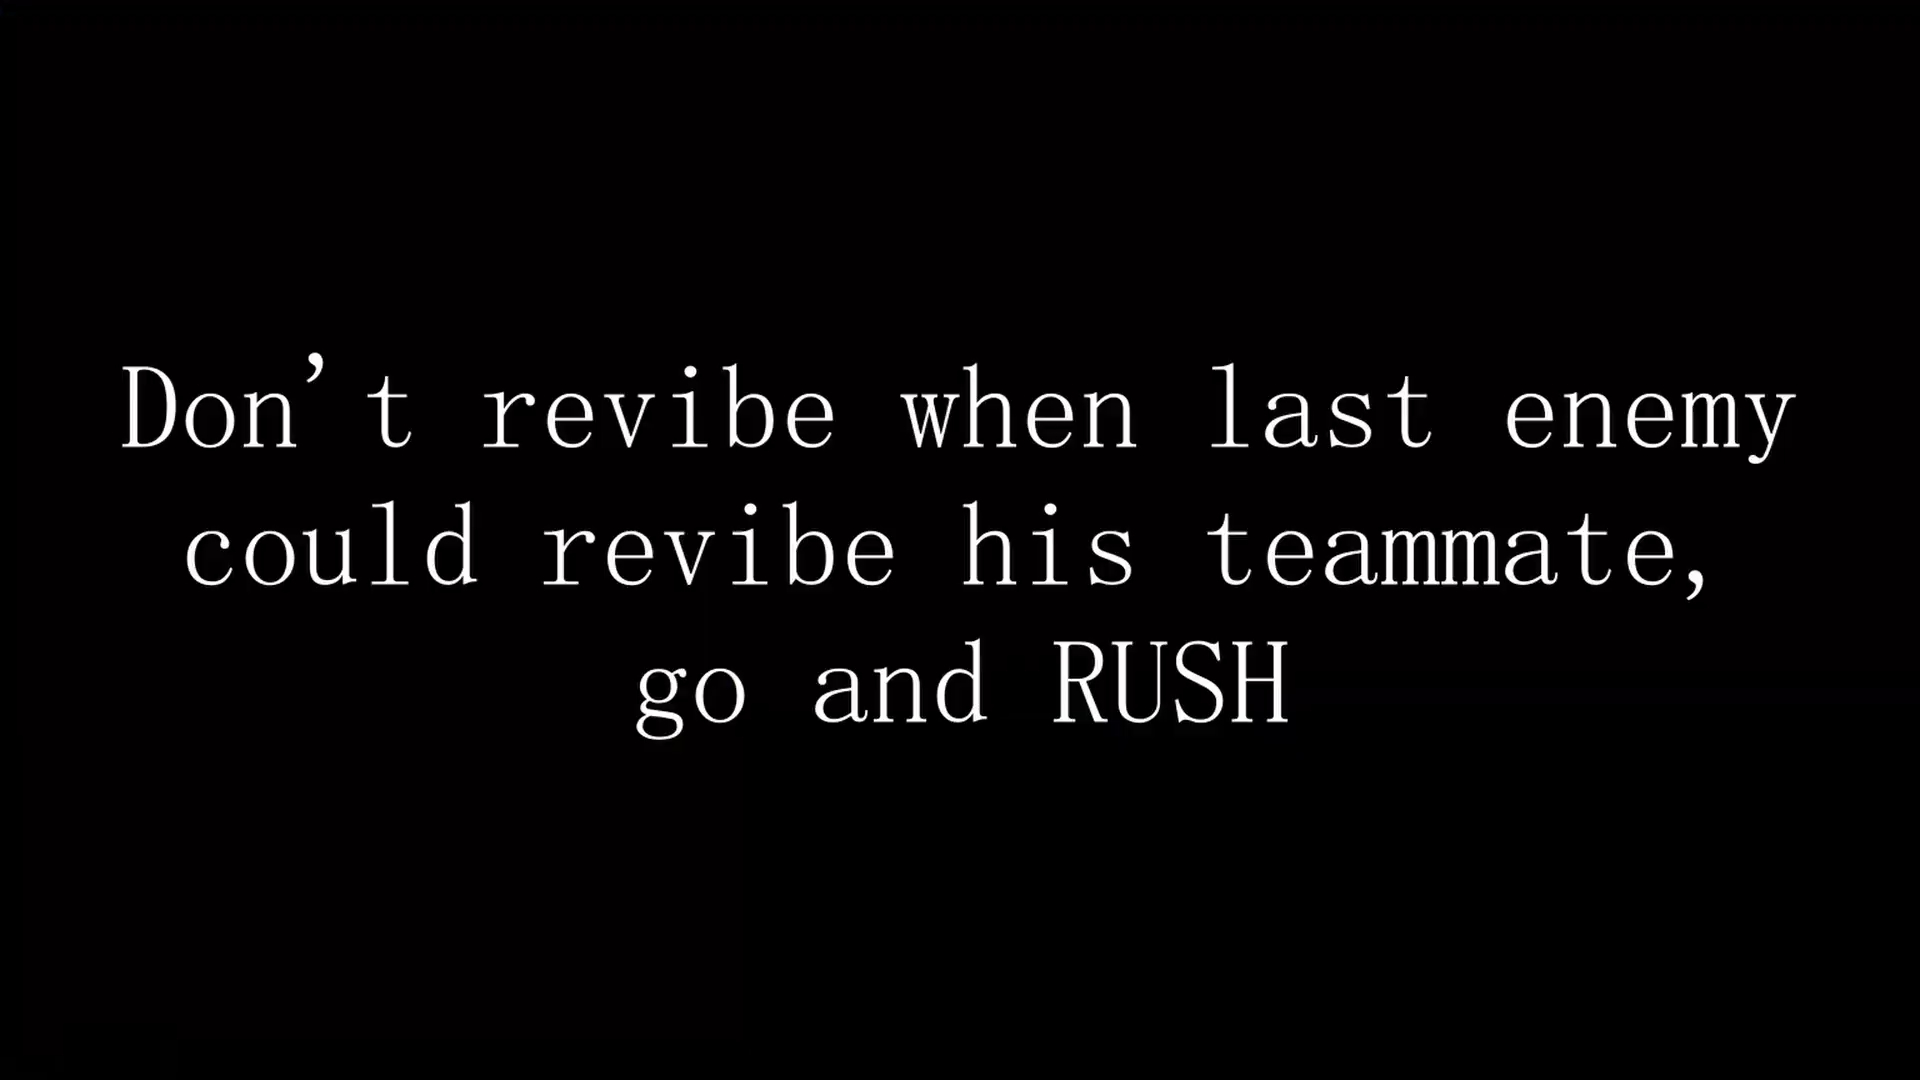 Don't revibe when last enemy
could revibe his teammate,
go and RUSH